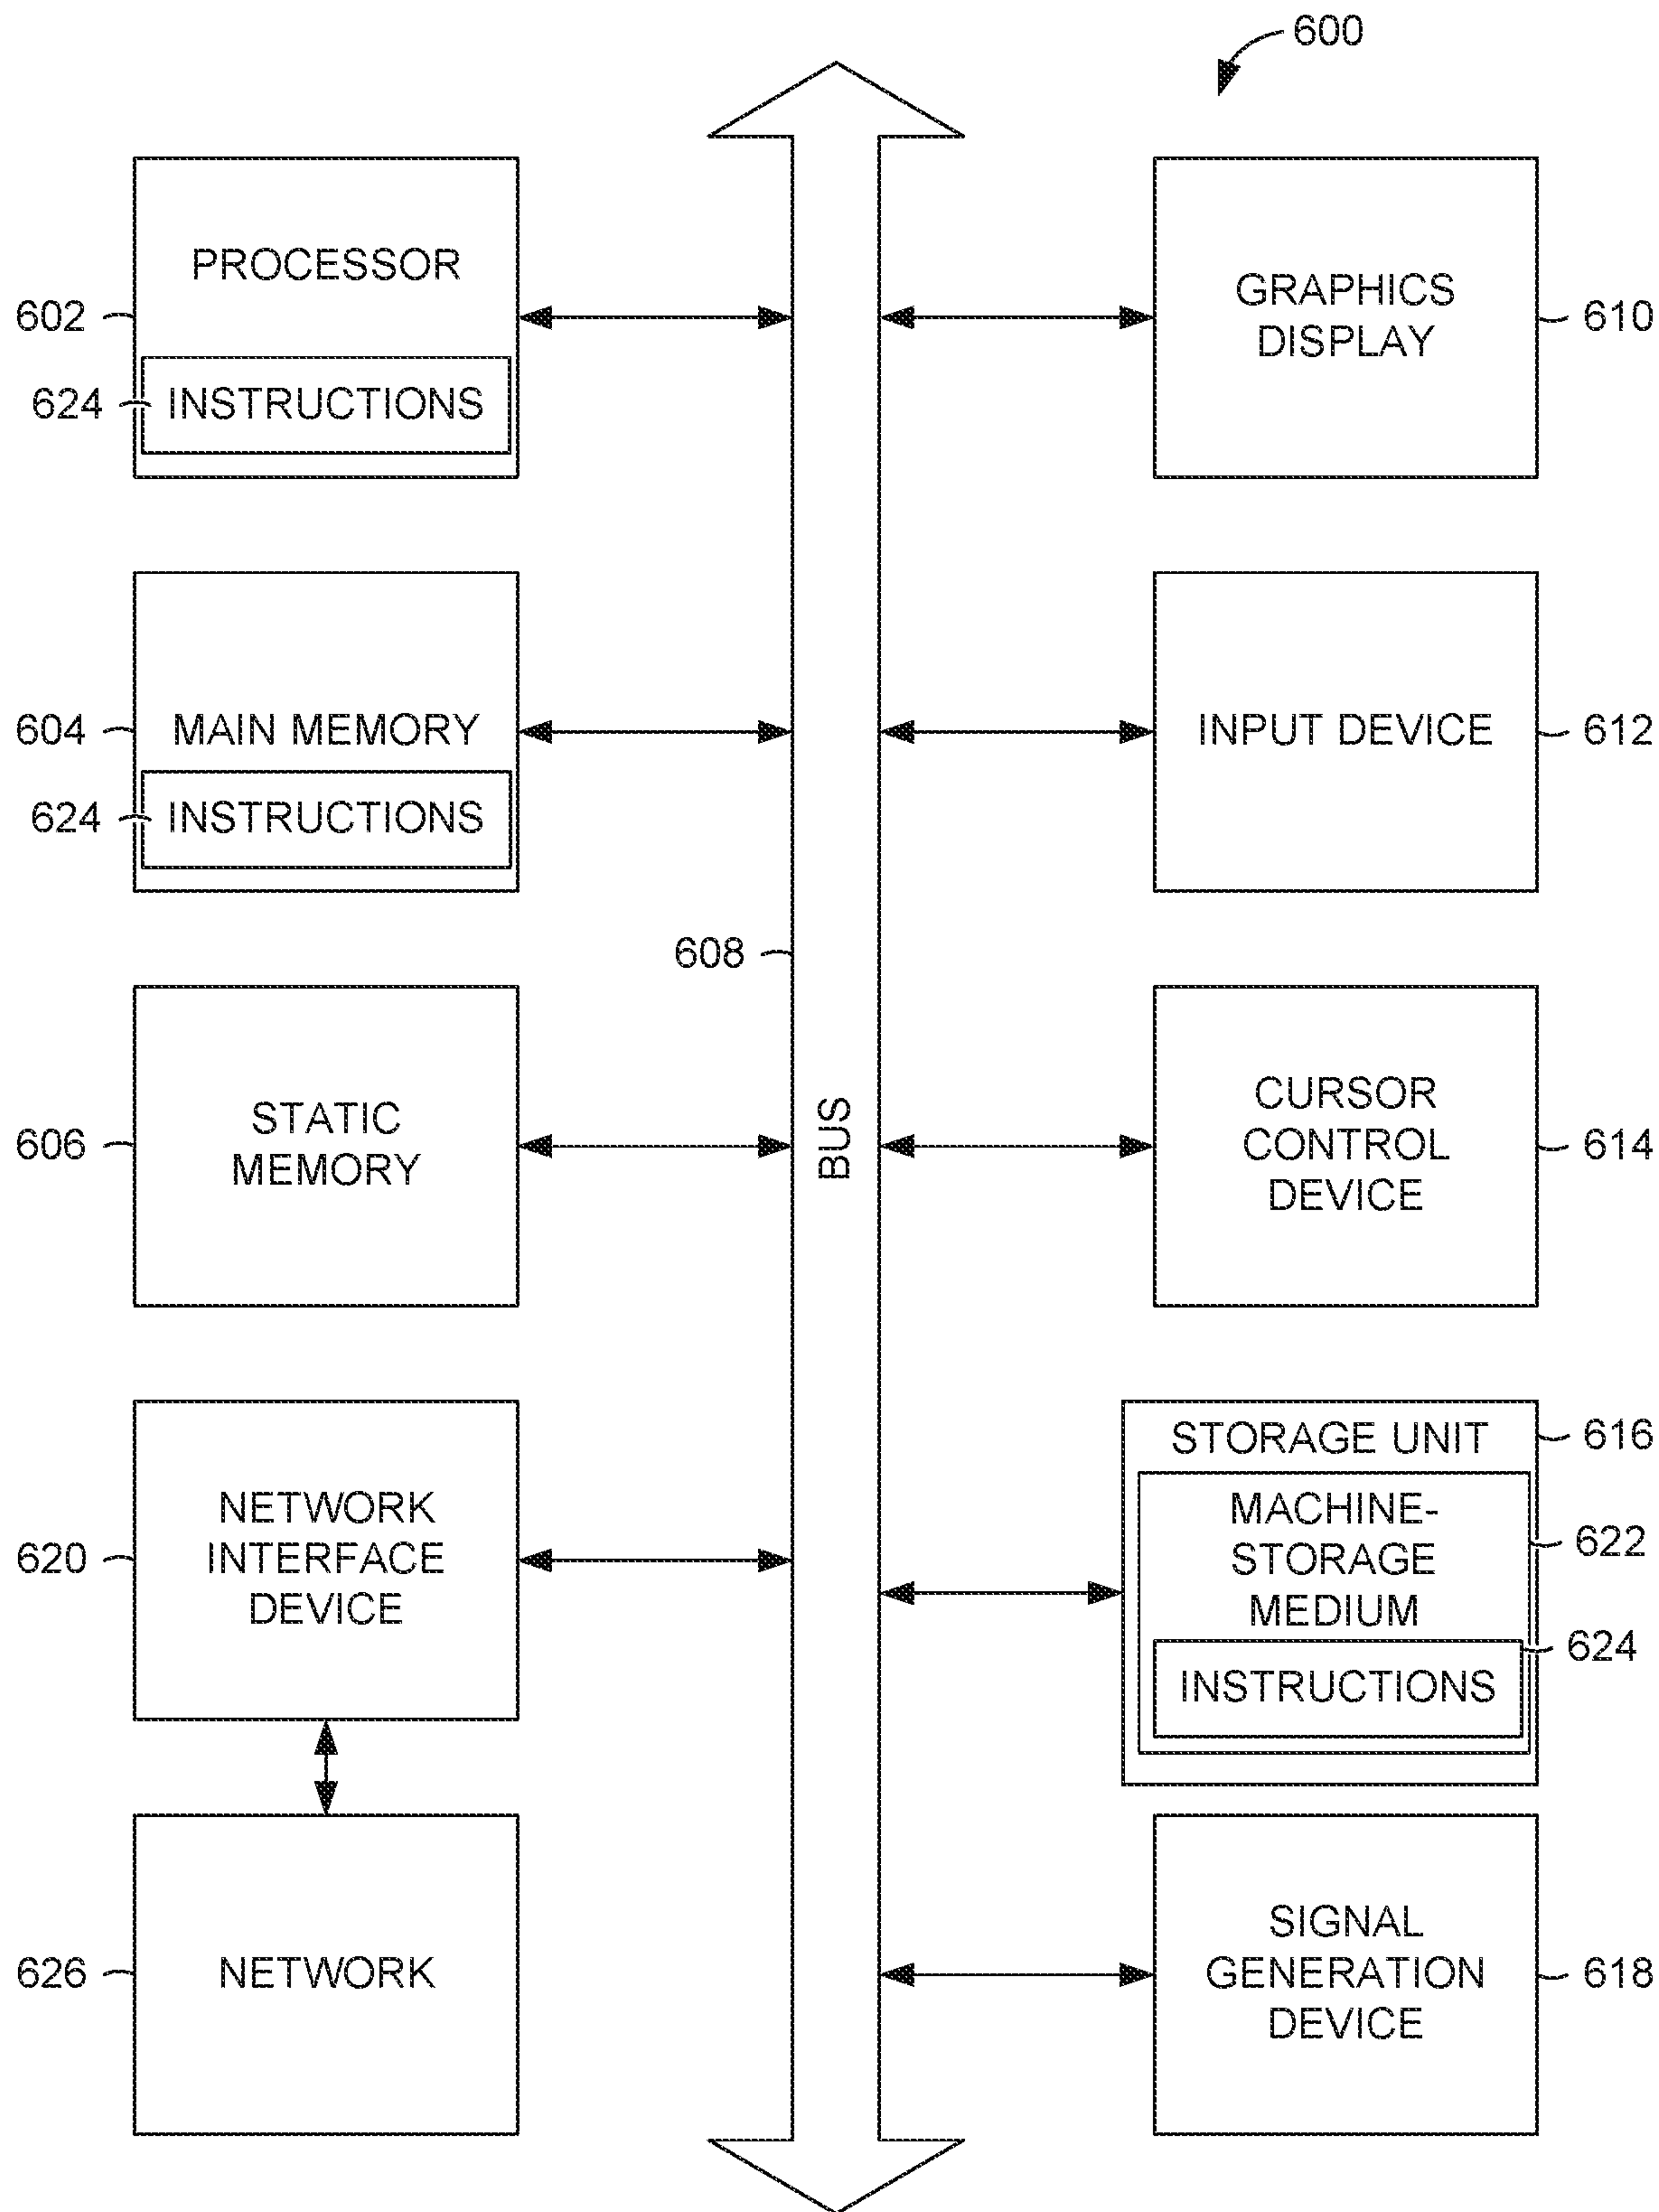 600
PROCESSOR
602
624
INSTRUCTIONS
MAIN MEMORY
604
624
INSTRUCTIONS
608
STATIC
MEMORY
606
BUS
NETWORK
INTERFACE
DEVICE
620
NETWORK
626
GRAPHICS
DISPLAY
610
INPUT DEVICE
612
CURSOR
CONTROL
DEVICE
614
STORAGE UNIT
616
MACHINE-
STORAGE
MEDIUM
622
624
INSTRUCTIONS
SIGNAL
GENERATION
DEVICE
618